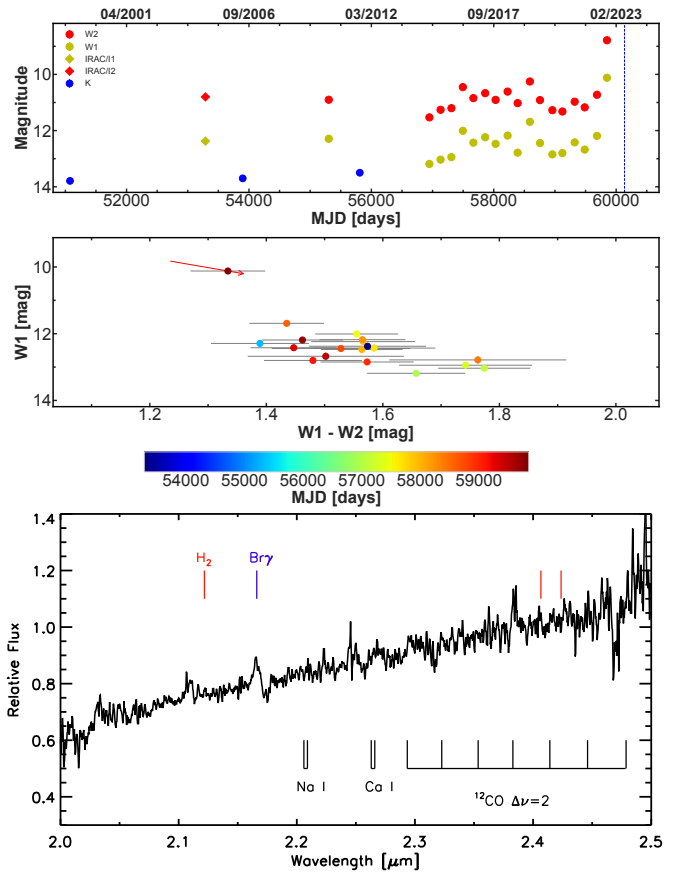 04/2001 09/2006 03/2012 09/2017 02/2023
W2
W1
IRAC/I1
IRAC/I2
K
10
12
14
Magnitude
52000 54000 56000 58000 60000
MJD [days]
10
12
14
W1 [mag]
1.2 1.4 1.6 1.8 2.0
W1 - W2 [mag]
54000 55000 56000 57000 58000 59000
MJD [days]
1.4
1.2
1.0
0.8
0.6
0.4
Relative Flux
H₂ Brγ
Na I Ca I ¹²CO Δν=2
2.0 2.1 2.2 2.3 2.4 2.5
Wavelength [μm]